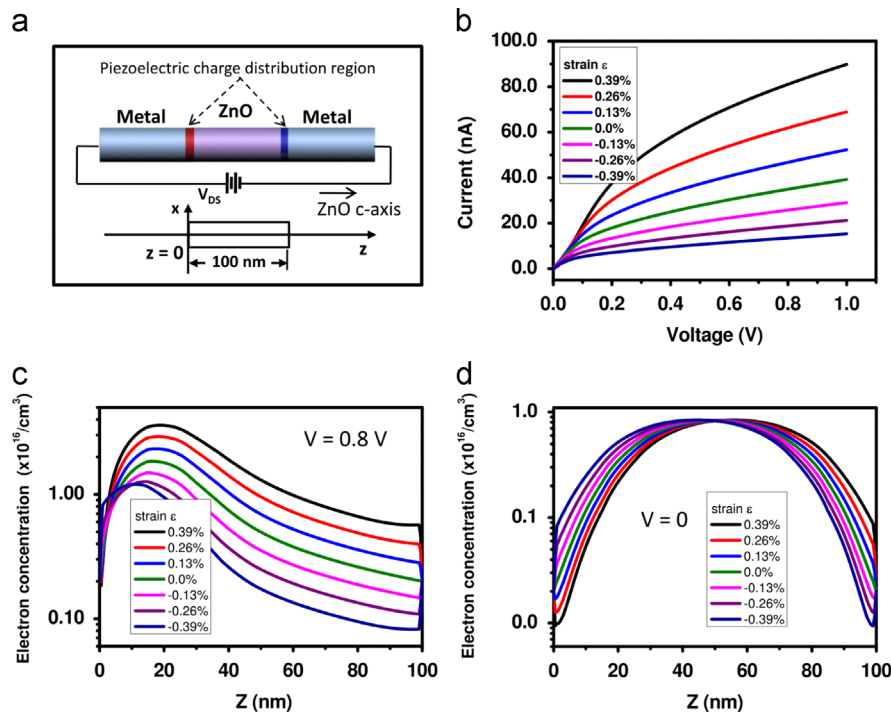 a
Piezoelectric charge distribution region
Metal ZnO Metal
V_DS
ZnO c-axis
x
z = 0
z
100 nm
b
100.0
80.0
60.0
40.0
20.0
0.0
Current (nA)
strain ε
0.39%
0.26%
0.13%
0.0%
-0.13%
-0.26%
-0.39%
0.0 0.2 0.4 0.6 0.8 1.0
Voltage (V)
c
Electron concentration (x10^16/cm^3)
1.00
0.10
V = 0.8 V
strain ε
0.39%
0.26%
0.13%
0.0%
-0.13%
-0.26%
-0.39%
0 20 40 60 80 100
Z (nm)
d
Electron concentration (x10^16/cm^3)
1.0
0.1
0.0
V = 0
strain ε
0.39%
0.26%
0.13%
0.0%
-0.13%
-0.26%
-0.39%
0 20 40 60 80 100
Z (nm)